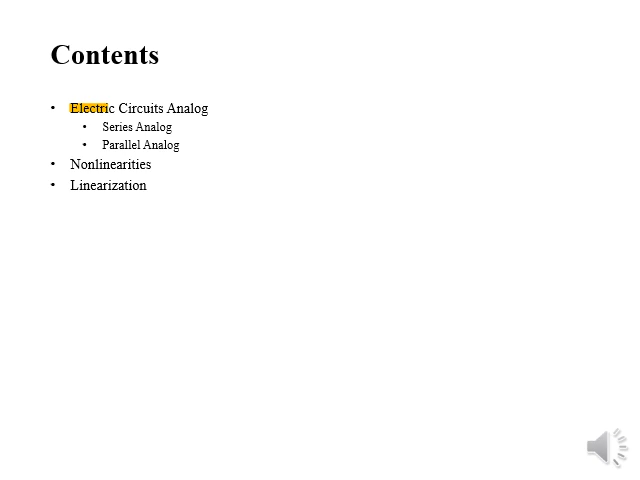 Contents
• Electric Circuits Analog
• Series Analog
• Parallel Analog
• Nonlinearities
• Linearization